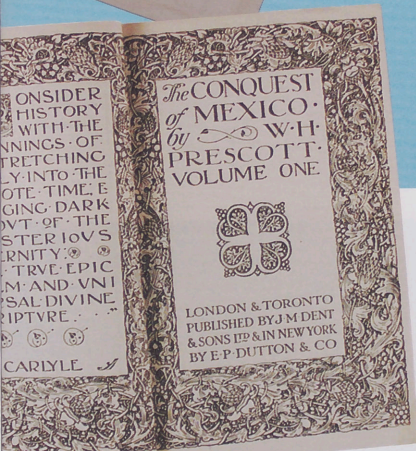 ONSIDER
HISTORY
WITH·THE
NNINGS·OF
TRETCHING
LY·INTO·THE
OTE·TIME·E
GING·DARK
OVT·OF·THE
STERIOVS
ERNITY:
TRVE·EPIC
M·AND·VNI
SAL·DIVINE
RIPTVRE....."
CARLYLE
The CONQUEST
of MEXICO·
by W·H·
PRESCOTT·
VOLUME ONE
LONDON & TORONTO
PUBLISHED BY J·M·DENT
& SONS LTD & IN NEW YORK
BY E·P·DUTTON & CO